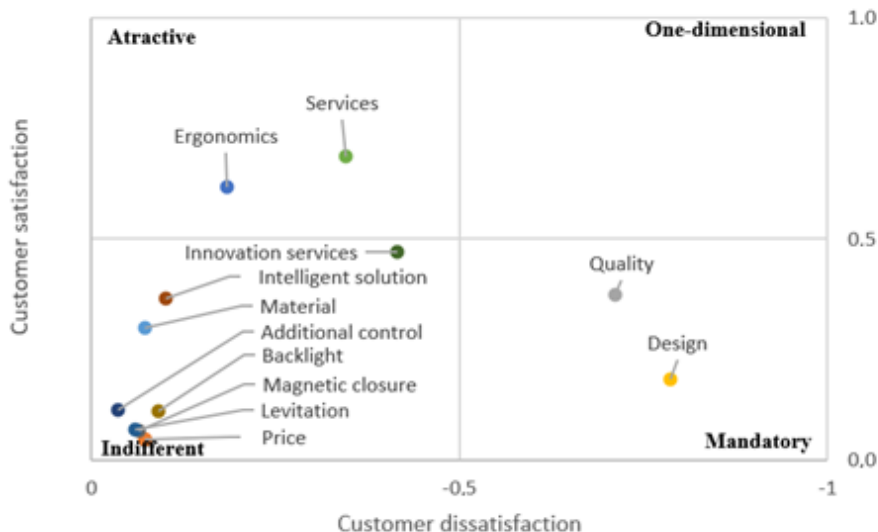 1.0
Atractive
One-dimensional
Services
Ergonomics
Customer satisfaction
0.5
Innovation services
Quality
Intelligent solution
Material
Additional control
Design
Backlight
Magnetic closure
Levitation
Price
Indifferent
Mandatory
0,0
0
-0.5
-1
Customer dissatisfaction